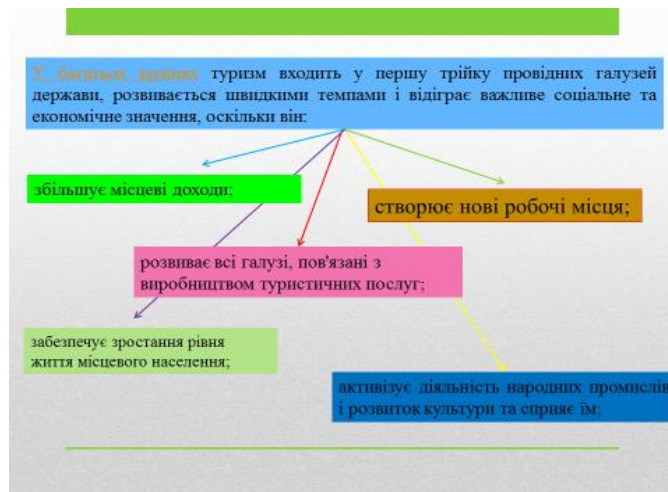 У багатьох країнах туризм входить у першу трійку провідних галузей
держави, розвивається швидкими темпами і відіграє важливе соціальне та
економічне значення, оскільки він:
збільшує місцеві доходи;
створює нові робочі місця;
розвиває всі галузі, пов'язані з
виробництвом туристичних послуг;
забезпечує зростання рівня
життя місцевого населення;
активізує діяльність народних промислів
і розвиток культури та сприяє їм;